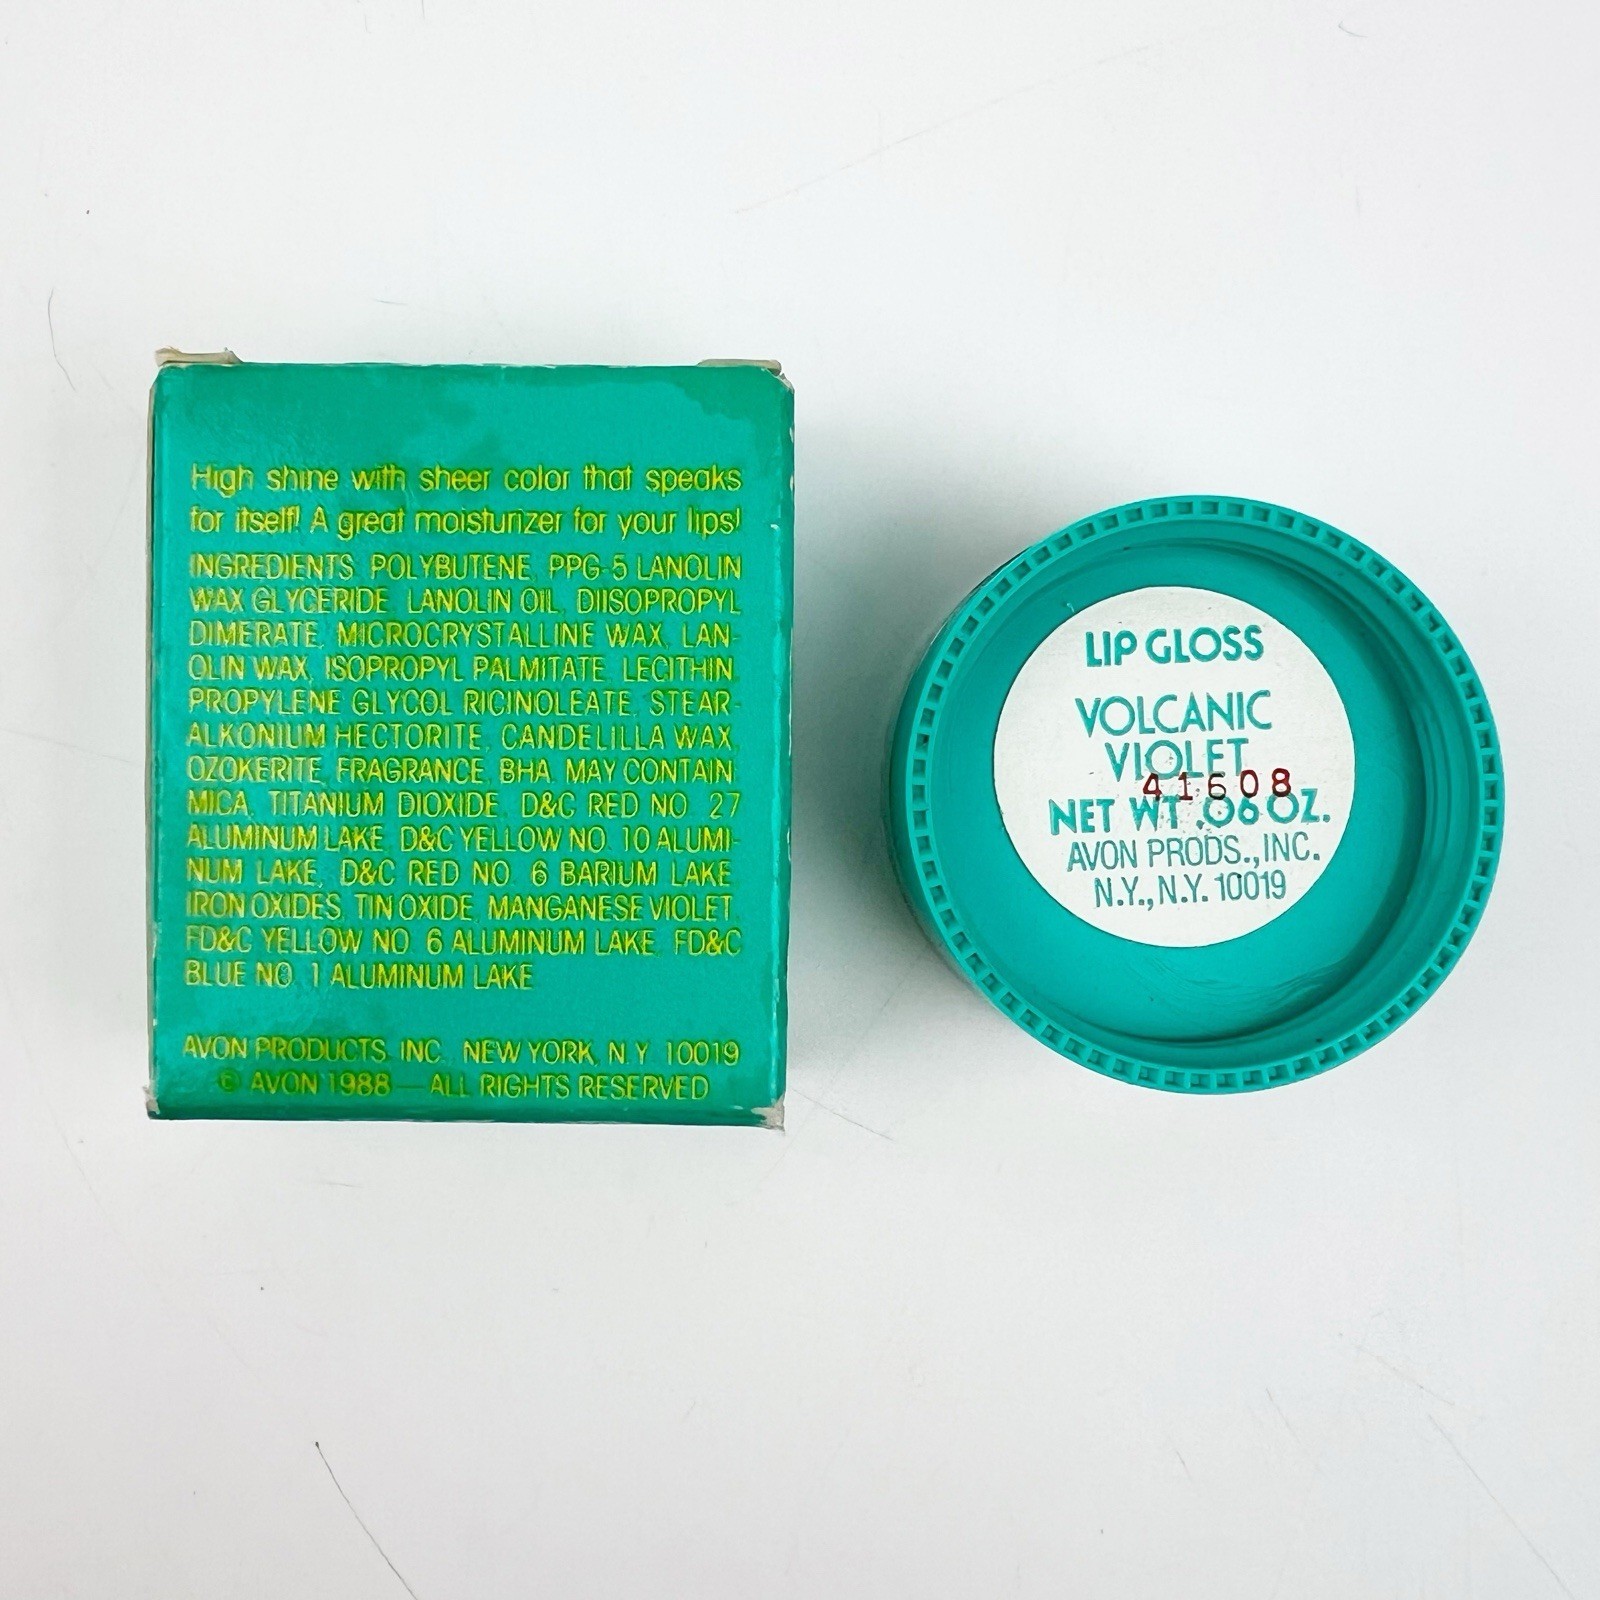 High shine with sheer color that speaks
for itself! A great moisturizer for your lips!
INGREDIENTS: POLYBUTENE, PPG-5 LANOLIN
WAX GLYCERIDE, LANOLIN OIL, DIISOPROPYL
DIMERATE, MICROCRYSTALLINE WAX, LAN-
OLIN WAX, ISOPROPYL PALMITATE, LECITHIN,
PROPYLENE GLYCOL RICINOLEATE, STEAR-
ALKONIUM HECTORITE, CANDELILLA WAX,
OZOKERITE, FRAGRANCE, BHA. MAY CONTAIN:
MICA, TITANIUM DIOXIDE, D&C RED NO. 27
ALUMINUM LAKE, D&C YELLOW NO. 10 ALUMI-
NUM LAKE, D&C RED NO. 6 BARIUM LAKE,
IRON OXIDES, TIN OXIDE, MANGANESE VIOLET,
FD&C YELLOW NO. 6 ALUMINUM LAKE, FD&C
BLUE NO. 1 ALUMINUM LAKE
AVON PRODUCTS, INC., NEW YORK, N.Y. 10019
© AVON 1988 — ALL RIGHTS RESERVED
LIP GLOSS
VOLCANIC
VIOLET
41608
NET WT .06 OZ.
AVON PRODS., INC.
N.Y., N.Y. 10019